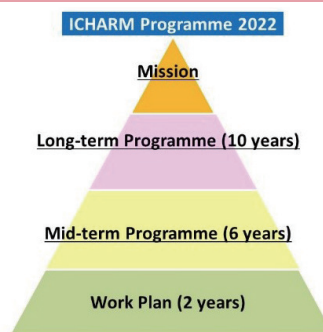 ICHARM Programme 2022
Mission
Long-term Programme (10 years)
Mid-term Programme (6 years)
Work Plan (2 years)